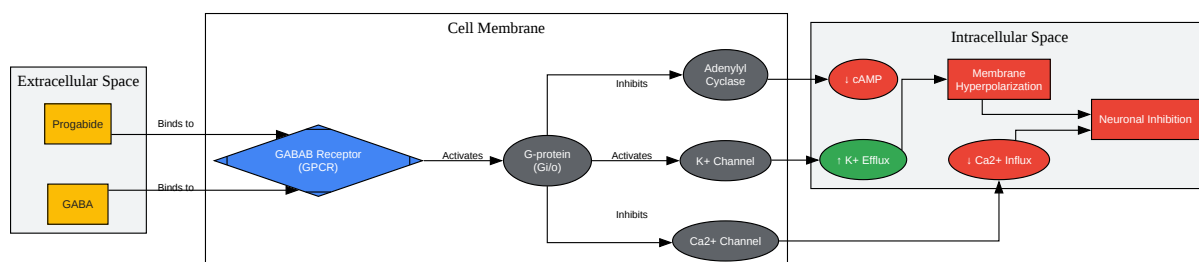 Extracellular Space
Progabide
GABA
Binds to
Binds to
Cell Membrane
GABAB Receptor
(GPCR)
Activates
G-protein
(Gi/o)
Inhibits
Activates
Inhibits
Adenylyl
Cyclase
K+ Channel
Ca2+ Channel
Intracellular Space
↓ cAMP
↑ K+ Efflux
Membrane
Hyperpolarization
↓ Ca2+ Influx
Neuronal Inhibition